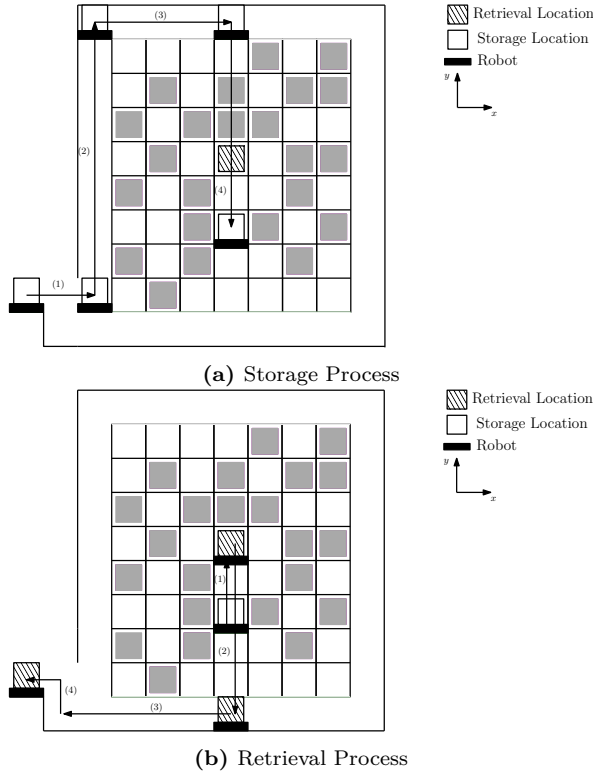 (3)
Retrieval Location
Storage Location
Robot
y
x
(2)
(4)
(1)
(a) Storage Process
Retrieval Location
Storage Location
Robot
y
x
(1)
(2)
(4)
(3)
(b) Retrieval Process